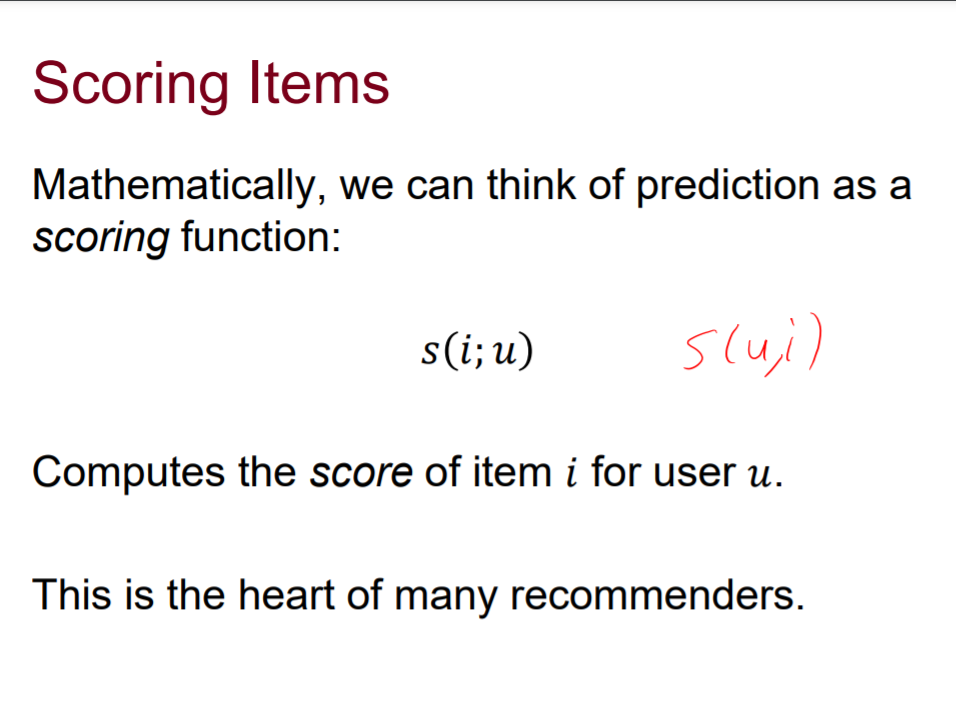 Scoring Items
Mathematically, we can think of prediction as a
scoring function:
s(i; u) s(u,i)
Computes the score of item i for user u.
This is the heart of many recommenders.